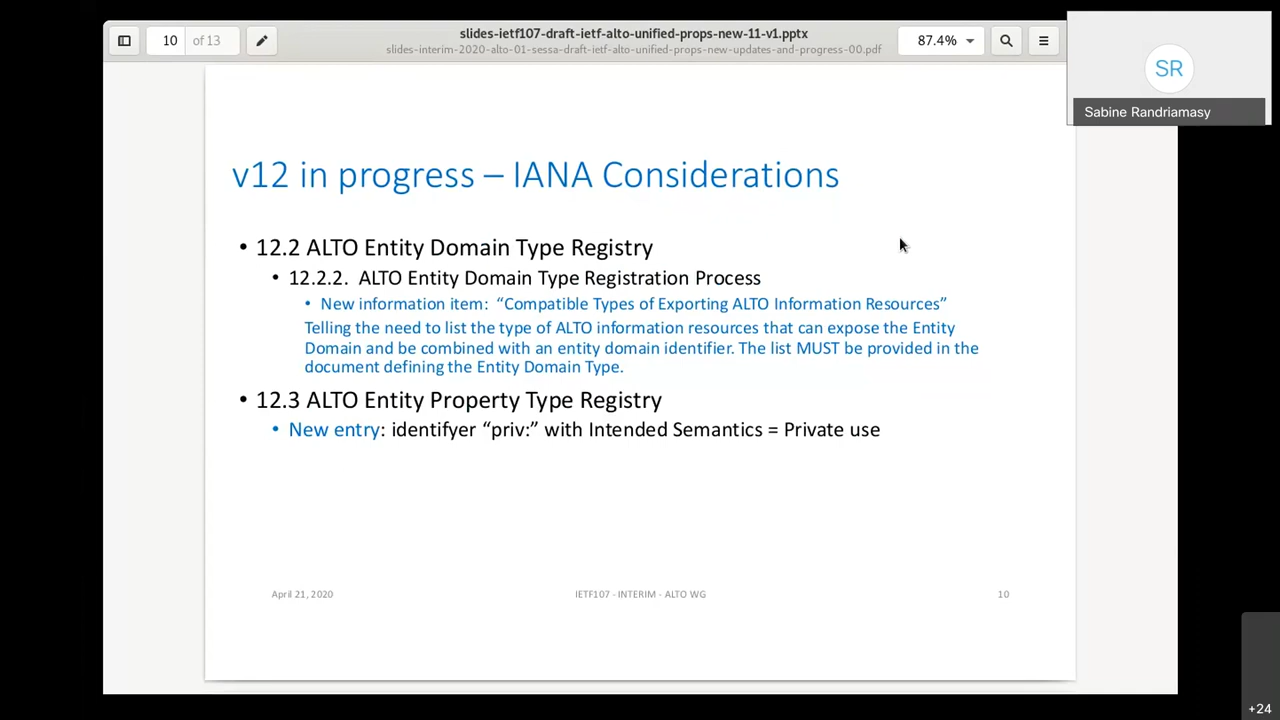 10 of 13
slides-ietf107-draft-ietf-alto-unified-props-new-11-v1.pptx
slides-interim-2020-alto-01-sessa-draft-ietf-alto-unified-props-new-updates-and-progress-00.pdf
87.4%
SR
Sabine Randriamasy
v12 in progress – IANA Considerations
• 12.2 ALTO Entity Domain Type Registry
• 12.2.2. ALTO Entity Domain Type Registration Process
• New information item: “Compatible Types of Exporting ALTO Information Resources”
Telling the need to list the type of ALTO information resources that can expose the Entity
Domain and be combined with an entity domain identifier. The list MUST be provided in the
document defining the Entity Domain Type.
• 12.3 ALTO Entity Property Type Registry
• New entry: identifyer “priv:” with Intended Semantics = Private use
April 21, 2020
IETF107 - INTERIM - ALTO WG
10
+24